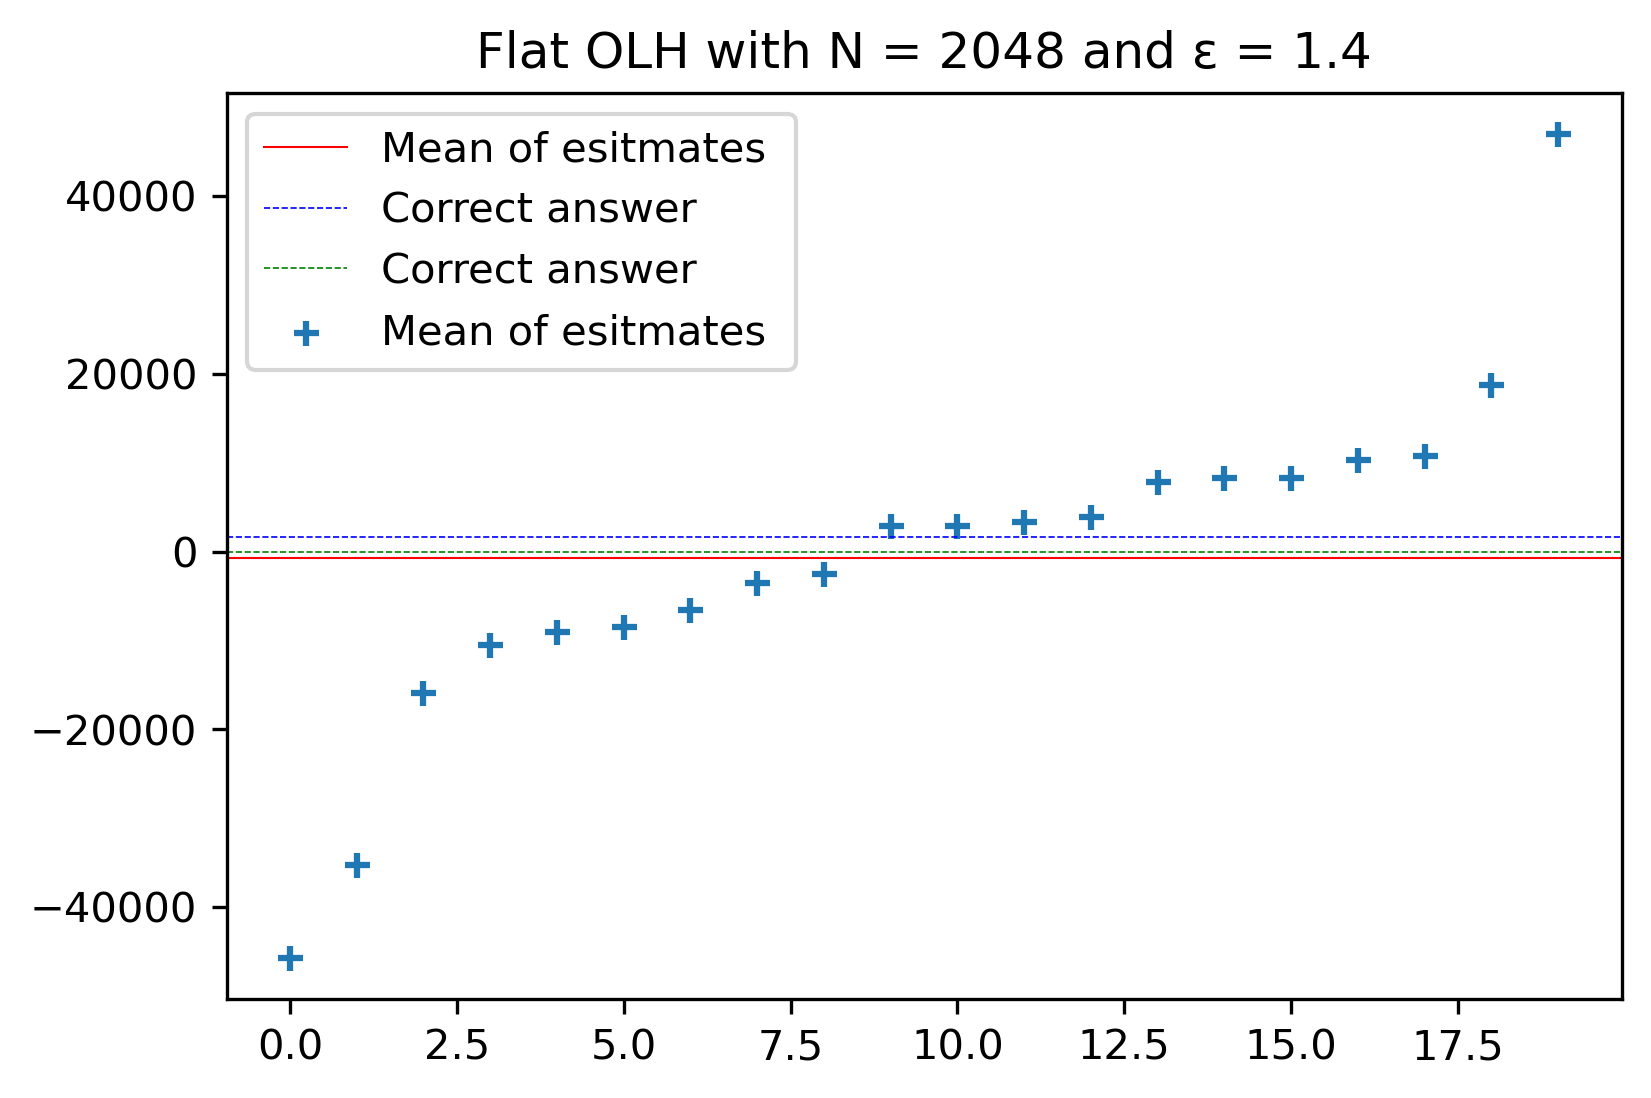 Flat OLH with N = 2048 and ε = 1.4
Mean of esitmates
Correct answer
Correct answer
Mean of esitmates
40000
20000
0
−20000
−40000
0.0 2.5 5.0 7.5 10.0 12.5 15.0 17.5